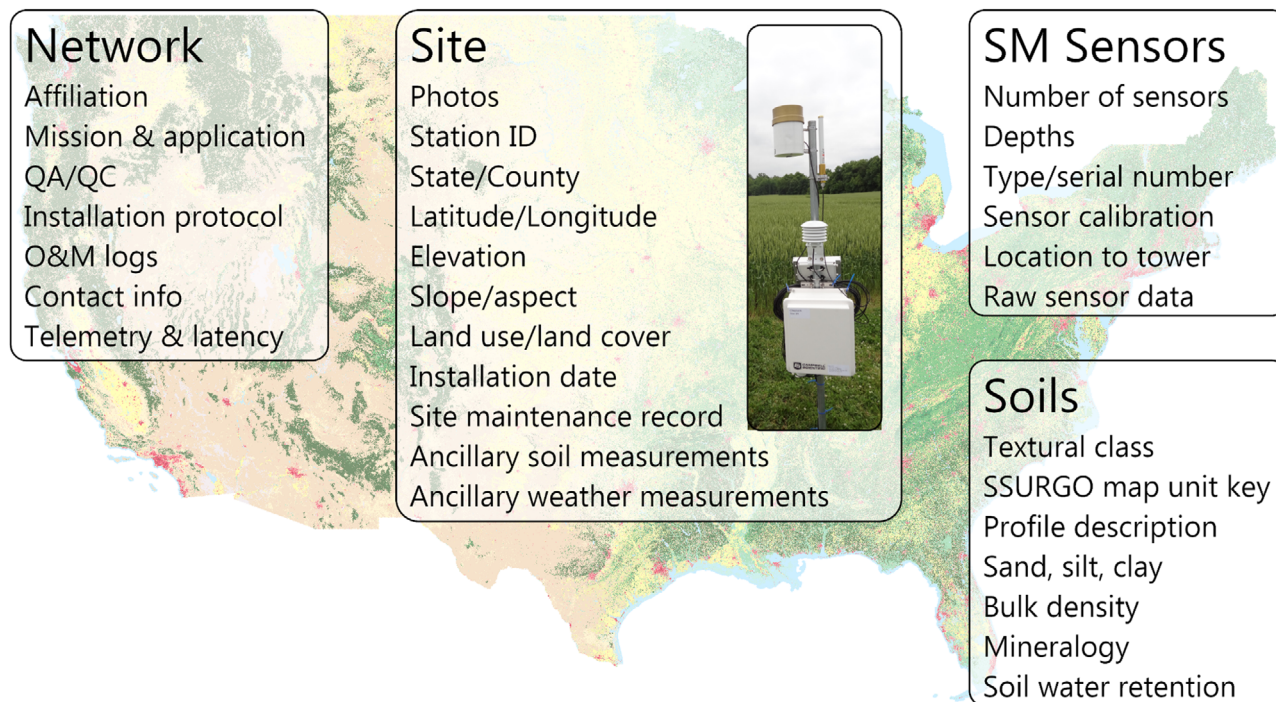 Network
Affiliation
Mission & application
QA/QC
Installation protocol
O&M logs
Contact info
Telemetry & latency
Site
Photos
Station ID
State/County
Latitude/Longitude
Elevation
Slope/aspect
Land use/land cover
Installation date
Site maintenance record
Ancillary soil measurements
Ancillary weather measurements
CAMPBELL
SCIENTIFIC
SM Sensors
Number of sensors
Depths
Type/serial number
Sensor calibration
Location to tower
Raw sensor data
Soils
Textural class
SSURGO map unit key
Profile description
Sand, silt, clay
Bulk density
Mineralogy
Soil water retention